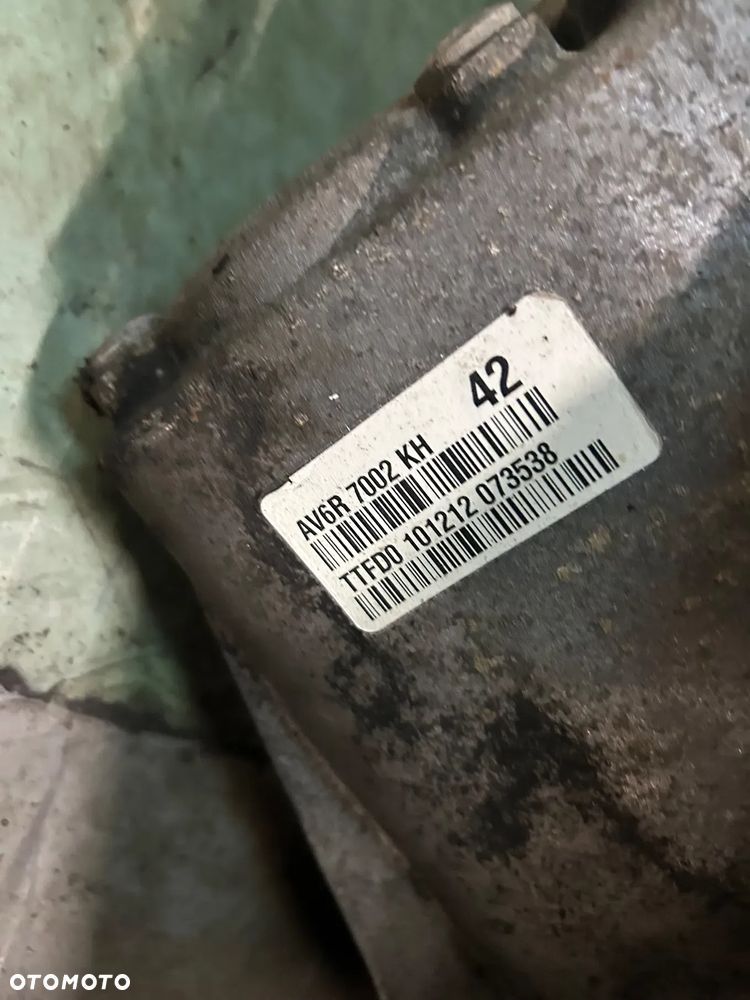 42
AV6R 7002 KH
TTFD0 101212 073538
OTOMOTO